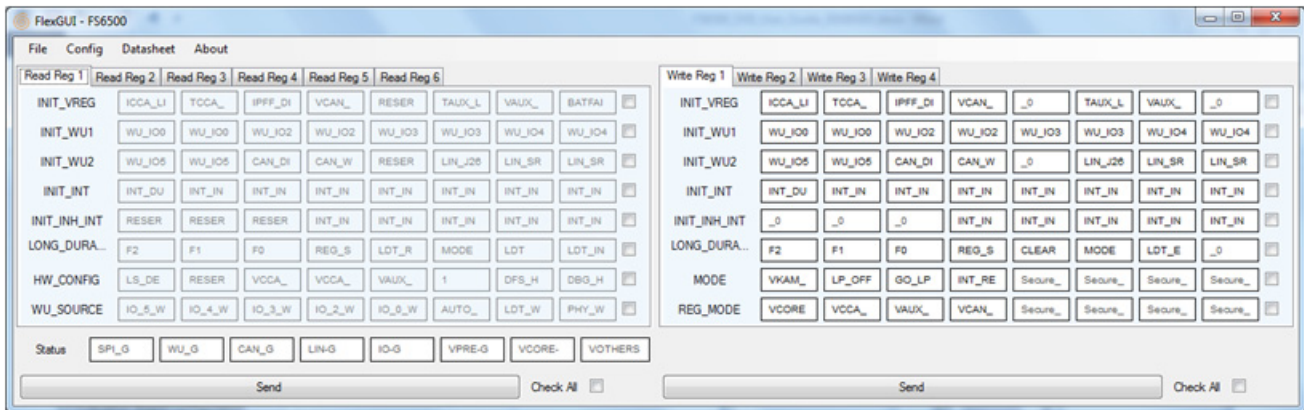 FlexGUI - FS6500
File Config Datasheet About
Read Reg 1 Read Reg 2 Read Reg 3 Read Reg 4 Read Reg 5 Read Reg 6 Write Reg 1 Write Reg 2 Write Reg 3 Write Reg 4
INIT_VREG ICCA_LI TCCA_ IPFF_DI VCAN_ RESER TAUX_L VAUX_ BATFAI INIT_VREG ICCA_LI TCCA_ IPFF_DI VCAN_ _0 TAUX_L VAUX_ _0
INIT_WU1 WU_IO0 WU_IO0 WU_IO2 WU_IO2 WU_IO3 WU_IO3 WU_IO4 WU_IO4 INIT_WU1 WU_IO0 WU_IO0 WU_IO2 WU_IO2 WU_IO3 WU_IO3 WU_IO4 WU_IO4
INIT_WU2 WU_IO5 WU_IO5 CAN_DI CAN_W RESER LIN_J26 LIN_SR LIN_SR INIT_WU2 WU_IO5 WU_IO5 CAN_DI CAN_W _0 LIN_J26 LIN_SR LIN_SR
INIT_INT INT_DU INT_IN INT_IN INT_IN INT_IN INT_IN INT_IN INT_IN INIT_INT INT_DU INT_IN INT_IN INT_IN INT_IN INT_IN INT_IN INT_IN
INIT_INH_INT RESER RESER RESER INT_IN INT_IN INT_IN INT_IN INT_IN INIT_INH_INT _0 _0 _0 INT_IN INT_IN INT_IN INT_IN INT_IN
LONG_DURA... F2 F1 F0 REG_S LDT_R MODE LDT LDT_IN LONG_DURA... F2 F1 F0 REG_S CLEAR MODE LDT_E _0
HW_CONFIG LS_DE RESER VCCA_ VCCA_ VAUX_ 1 DFS_H DBG_H MODE VKAM_ LP_OFF GO_LP INT_RE Secure_ Secure_ Secure_ Secure_
WU_SOURCE IO_5_W IO_4_W IO_3_W IO_2_W IO_0_W AUTO_ LDT_W PHY_W REG_MODE VCORE VCCA_ VAUX_ VCAN_ Secure_ Secure_ Secure_ Secure_
Status SPI_G WU_G CAN_G LIN-G IO-G VPRE-G VCORE- VOTHERS
Send Check All Send Check All